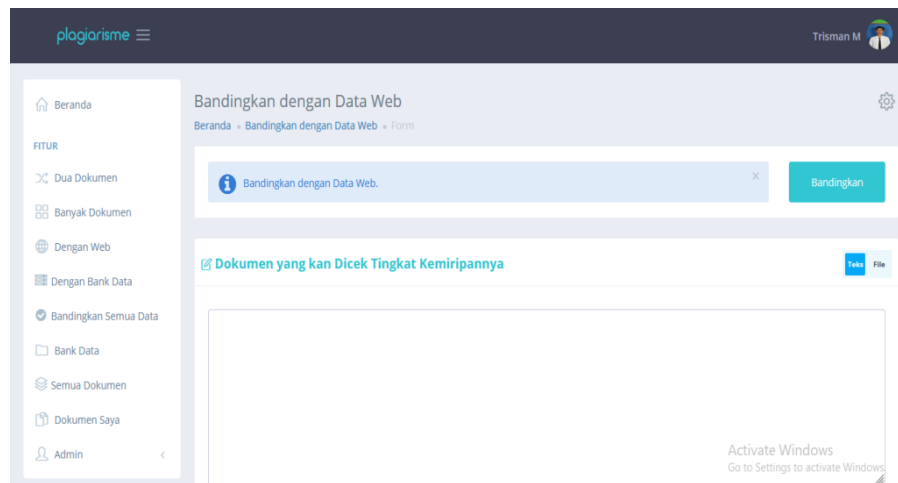 plagiarisme
Trisman M
Beranda
FITUR
Dua Dokumen
Banyak Dokumen
Dengan Web
Dengan Bank Data
Bandingkan Semua Data
Bank Data
Semua Dokumen
Dokumen Saya
Admin
Bandingkan dengan Data Web
Beranda Bandingkan dengan Data Web Form
Bandingkan dengan Data Web.
Bandingkan
Dokumen yang kan Dicek Tingkat Kemiripannya
Teks File
Activate Windows
Go to Settings to activate Windows.